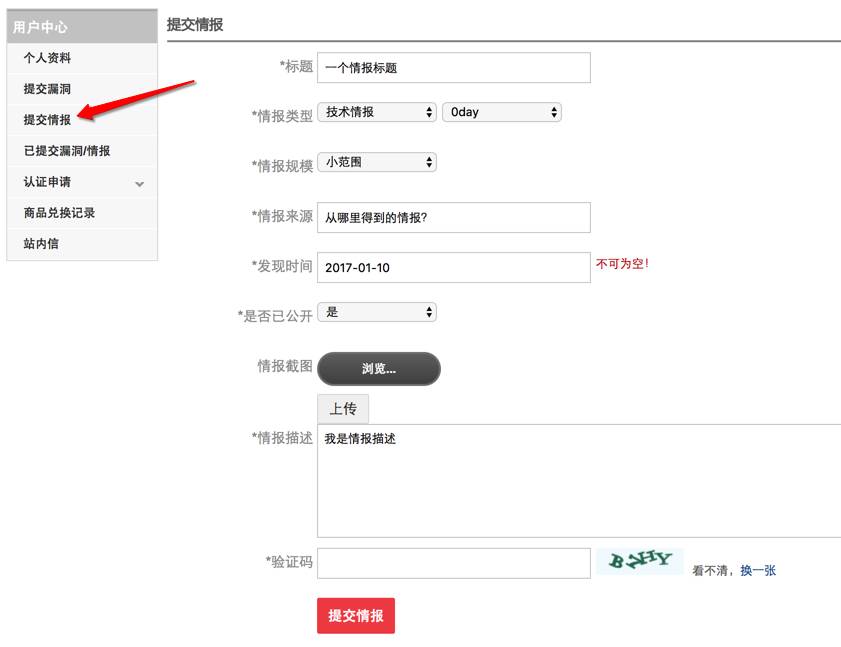 用户中心
个人资料
提交漏洞
提交情报
已提交漏洞/情报
认证申请
商品兑换记录
站内信
提交情报
*标题 一个情报标题
*情报类型 技术情报 0day
*情报规模 小范围
*情报来源 从哪里得到的情报?
*发现时间 2017-01-10 不可为空!
*是否已公开 是
情报截图 浏览...
上传
*情报描述 我是情报描述
*验证码 BAHY 看不清，换一张
提交情报